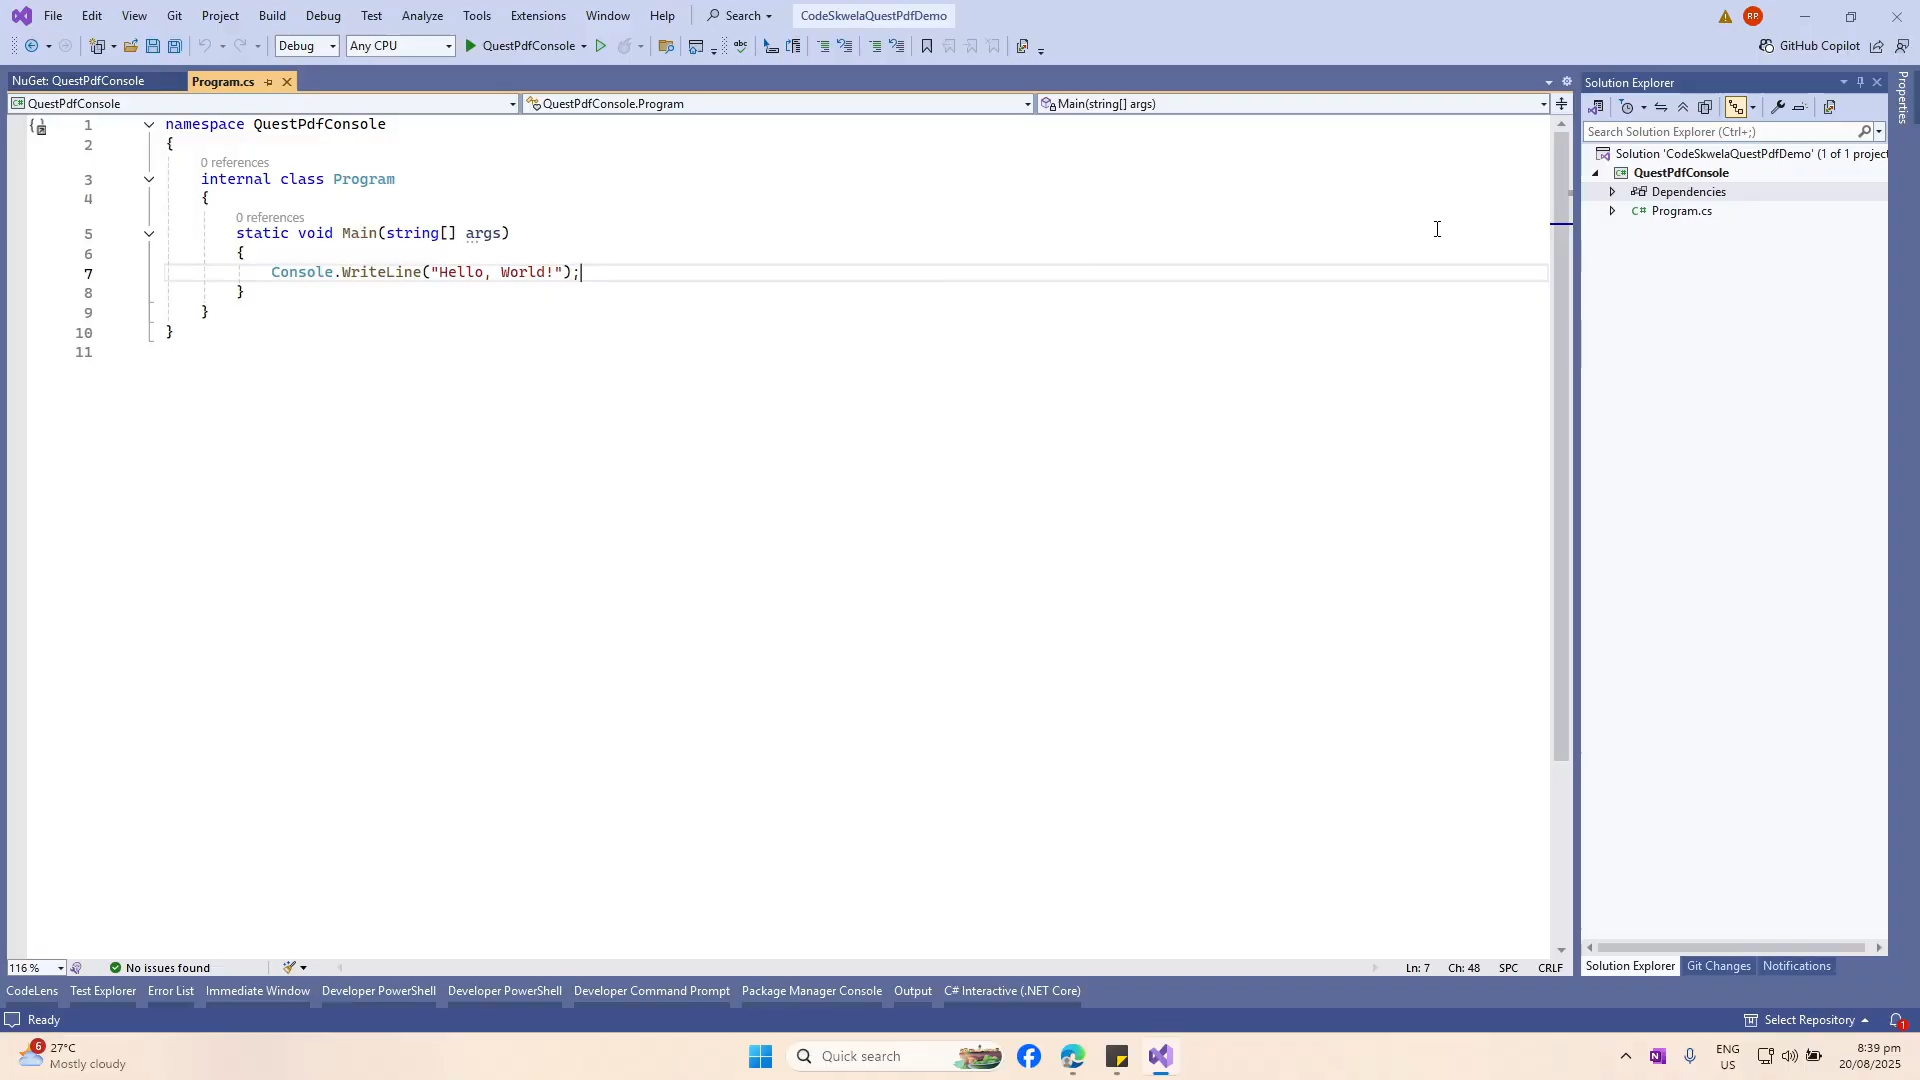 File Edit View Git Project Build Debug Test Analyze Tools Extensions Window Help Search CodeSkwelaQuestPdfDemo RP
Debug Any CPU QuestPdfConsole GitHub Copilot
NuGet: QuestPdfConsole Program.cs
C# QuestPdfConsole QuestPdfConsole.Program Main(string[] args)
1 namespace QuestPdfConsole
2 {
0 references
3 internal class Program
4 {
0 references
5 static void Main(string[] args)
6 {
7 Console.WriteLine("Hello, World!");
8 }
9 }
10 }
11
116 % No issues found Ln: 7 Ch: 48 SPC CRLF
Solution Explorer
Search Solution Explorer (Ctrl+;)
Solution 'CodeSkwelaQuestPdfDemo' (1 of 1 project
C# QuestPdfConsole
Dependencies
C# Program.cs
Solution Explorer Git Changes Notifications
Properties
CodeLens Test Explorer Error List Immediate Window Developer PowerShell Developer PowerShell Developer Command Prompt Package Manager Console Output C# Interactive (.NET Core)
Ready Select Repository 1
6 27°C
Mostly cloudy
Quick search
ENG
US
8:39 pm
20/08/2025